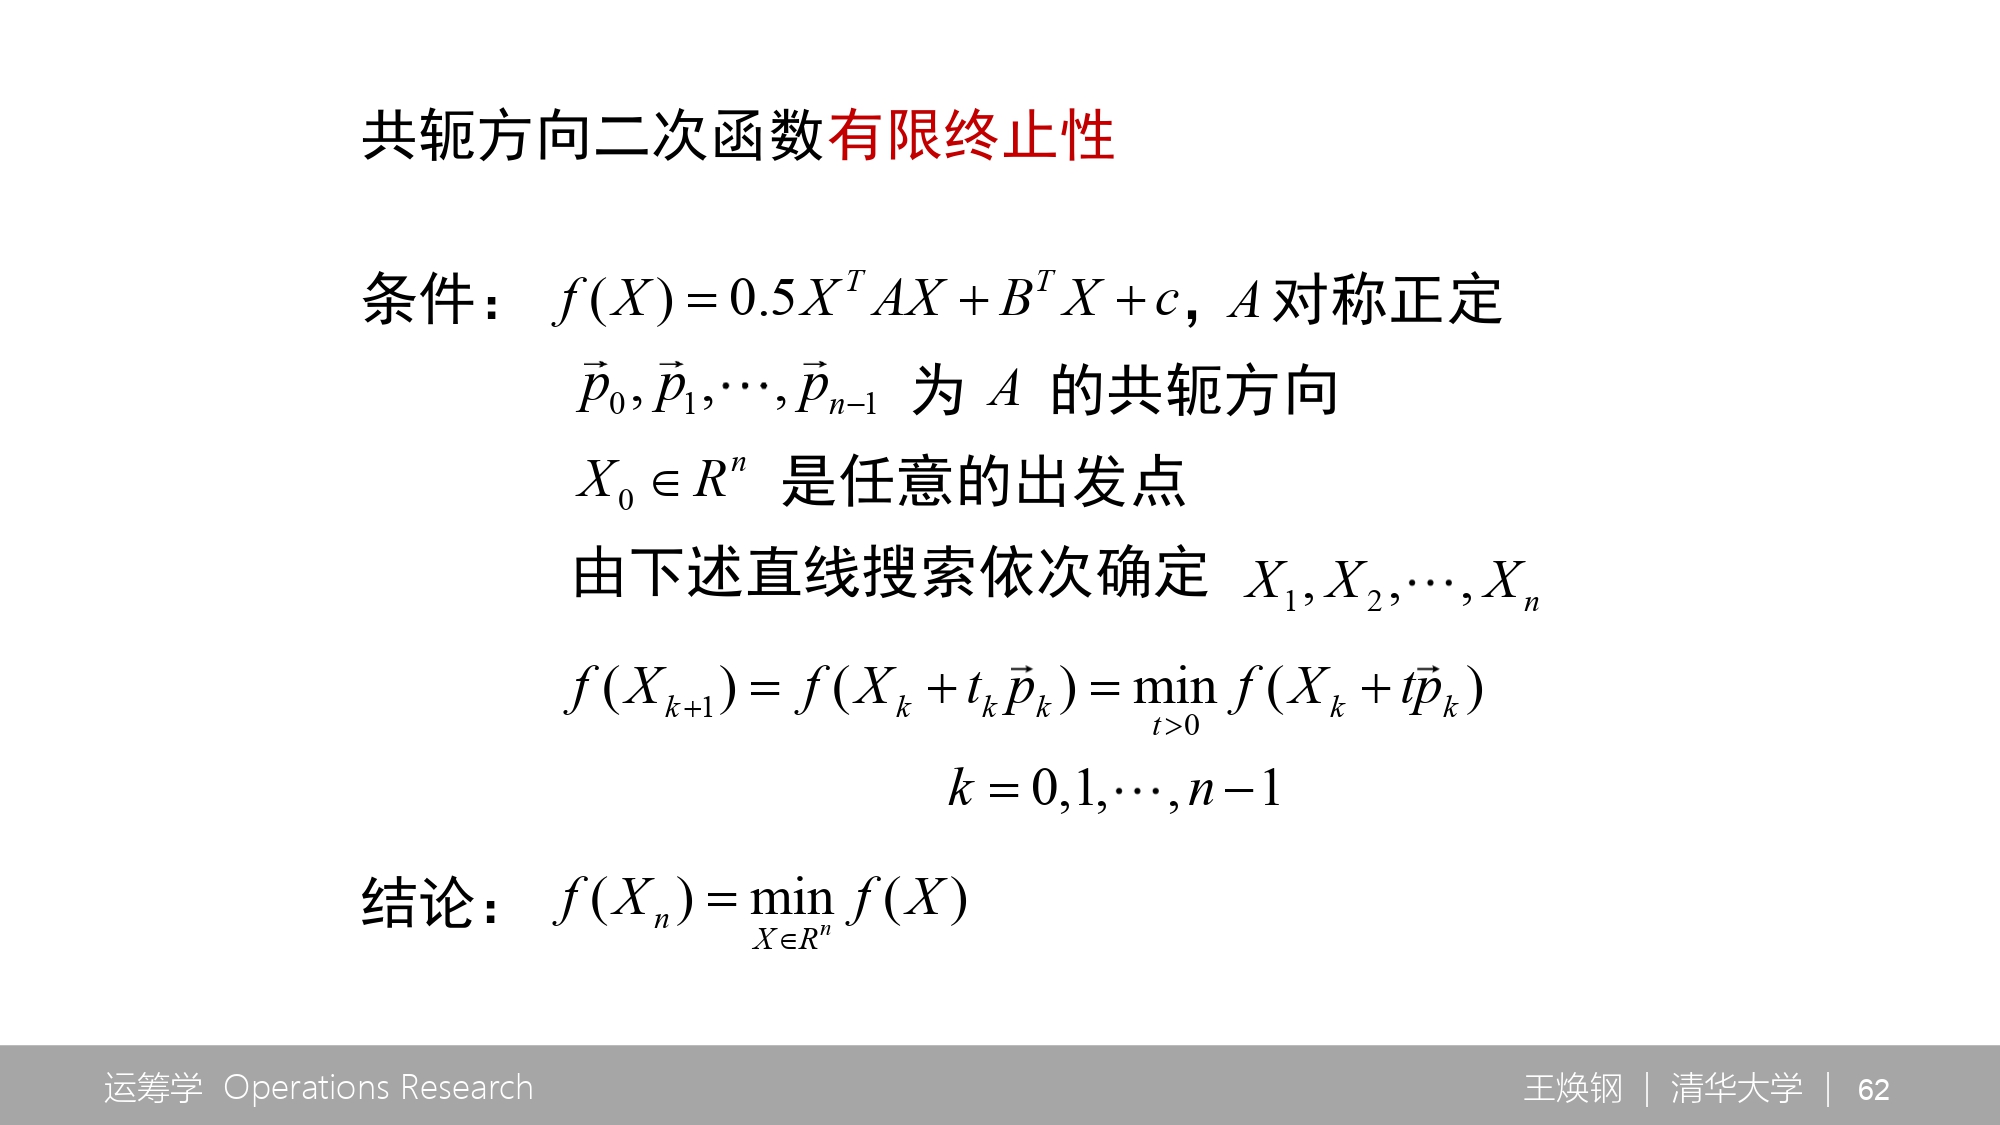 共轭方向二次函数有限终止性
条件： $f(X) = 0.5X^T AX + B^T X + c$，$A$ 对称正定
$\vec{p}_0, \vec{p}_1, \cdots, \vec{p}_{n-1}$ 为 $A$ 的共轭方向
$X_0 \in R^n$ 是任意的出发点
由下述直线搜索依次确定 $X_1, X_2, \cdots, X_n$
$f(X_{k+1}) = f(X_k + t_k \vec{p}_k) = \min_{t>0} f(X_k + t\vec{p}_k)$
$k = 0,1,\cdots,n-1$
结论： $f(X_n) = \min_{X \in R^n} f(X)$
运筹学 Operations Research
王焕钢 | 清华大学 | 62